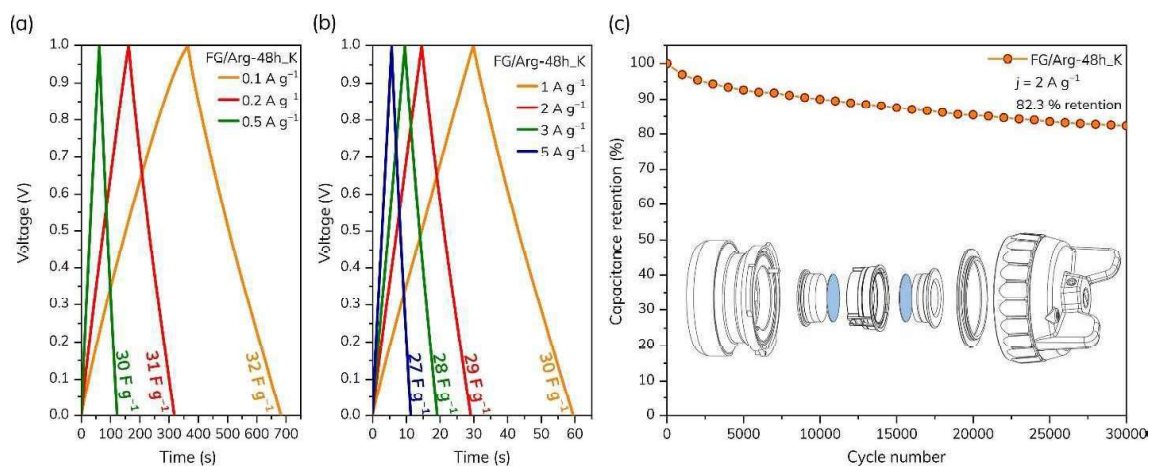 (a)
FG/Arg-48h_K
0.1 A g⁻¹
0.2 A g⁻¹
0.5 A g⁻¹
30 F g⁻¹
31 F g⁻¹
32 F g⁻¹
1.0
0.9
0.8
0.7
0.6
0.5
0.4
0.3
0.2
0.1
0.0
Voltage (V)
0 100 200 300 400 500 600 700
Time (s)
(b)
FG/Arg-48h_K
1 A g⁻¹
2 A g⁻¹
3 A g⁻¹
5 A g⁻¹
27 F g⁻¹
28 F g⁻¹
29 F g⁻¹
30 F g⁻¹
1.0
0.9
0.8
0.7
0.6
0.5
0.4
0.3
0.2
0.1
0.0
Voltage (V)
0 10 20 30 40 50 60
Time (s)
(c)
FG/Arg-48h_K
j = 2 A g⁻¹
82.3 % retention
100
90
80
70
60
50
40
35
30
25
20
15
10
5
0
Capacitance retention (%)
0 5000 10000 15000 20000 25000 30000
Cycle number